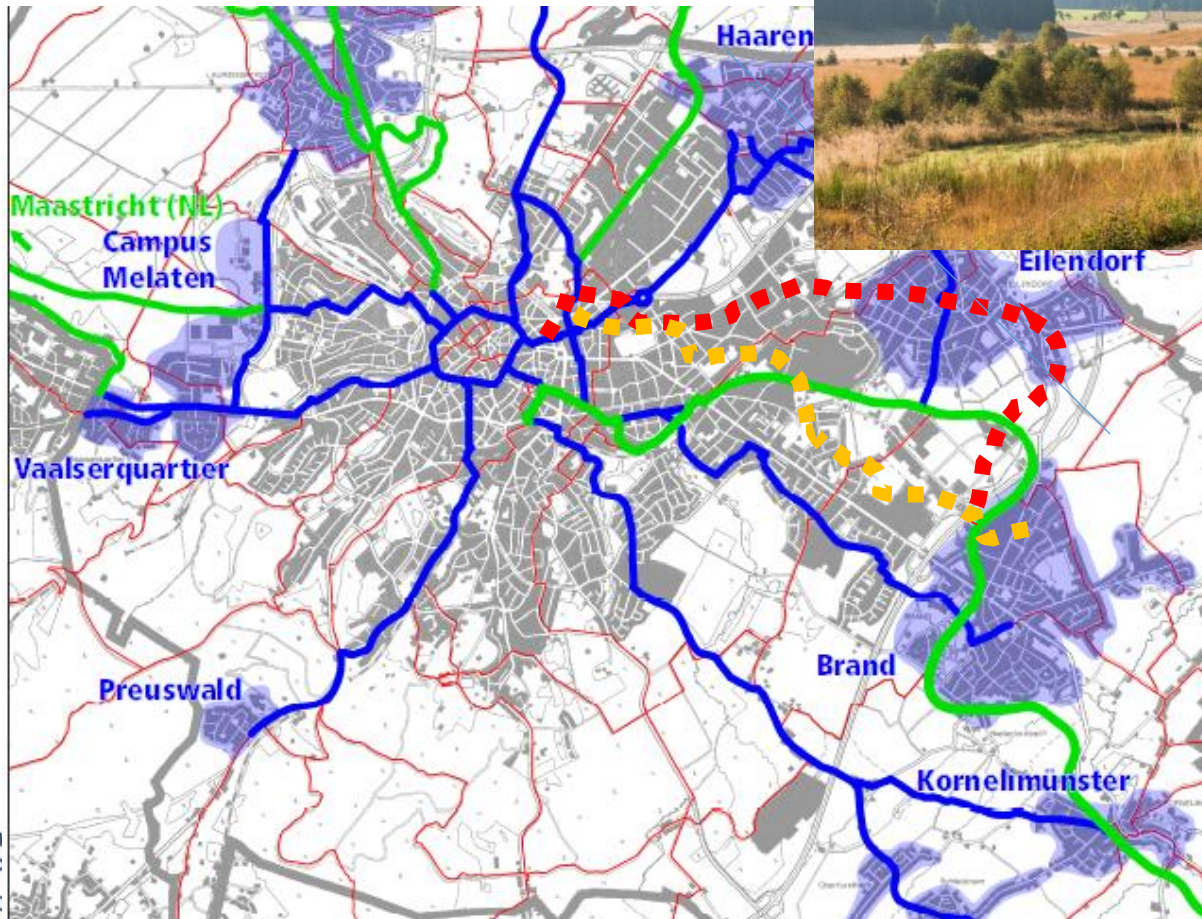 Haaren
Maastricht (NL)
Campus
Melaten
Eilendorf
Vaalserquartier
Brand
Preuswald
Kornelimünster